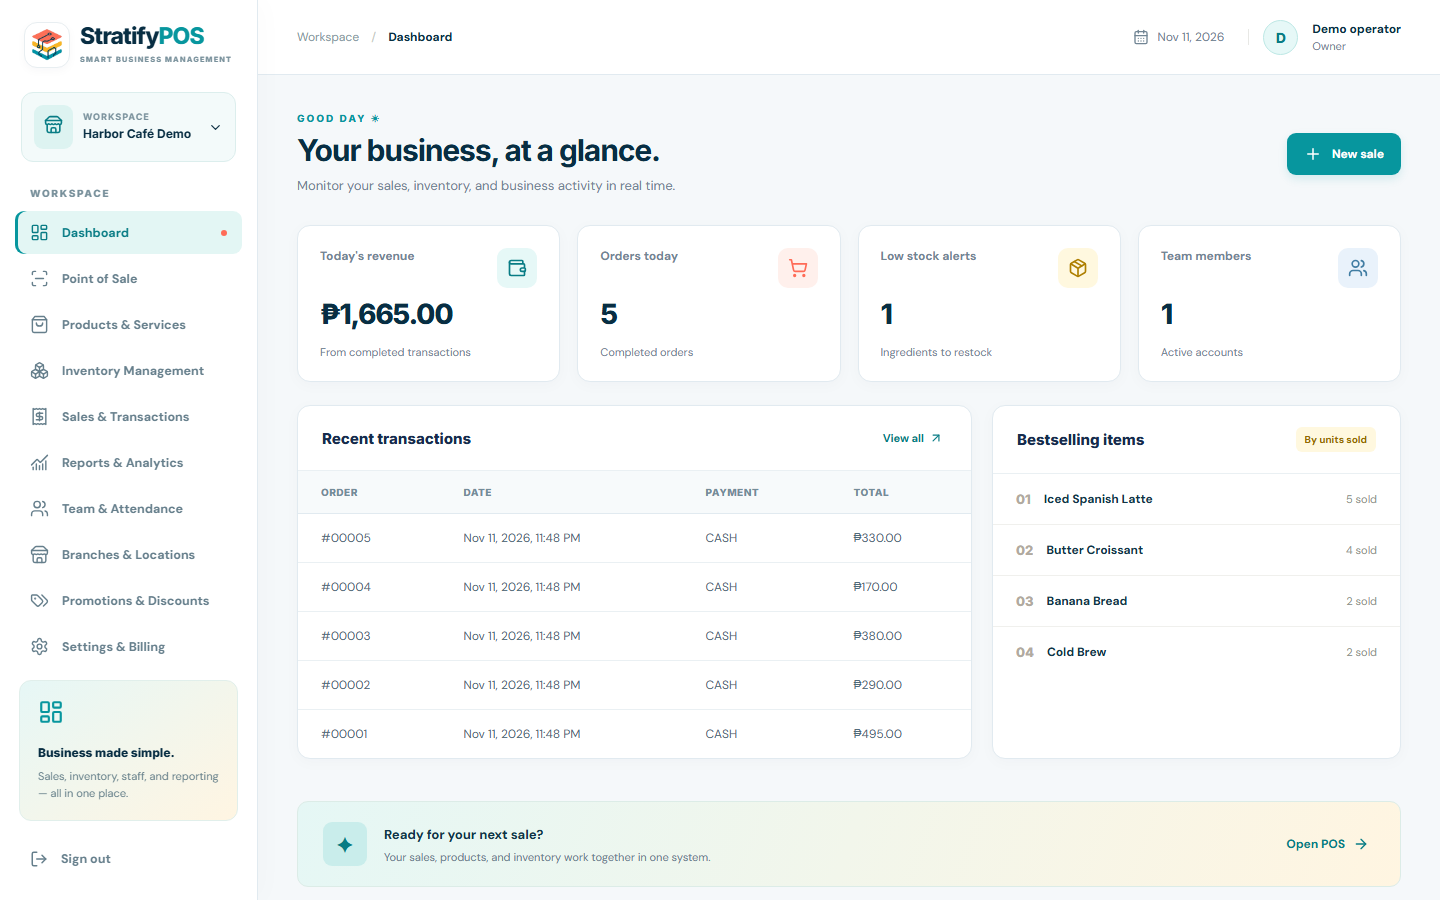 StratifyPOS
SMART BUSINESS MANAGEMENT
WORKSPACE
Harbor Café Demo
WORKSPACE
Dashboard
Point of Sale
Products & Services
Inventory Management
Sales & Transactions
Reports & Analytics
Team & Attendance
Branches & Locations
Promotions & Discounts
Settings & Billing
Business made simple.
Sales, inventory, staff, and reporting
— all in one place.
Sign out
Workspace / Dashboard
Nov 11, 2026
D
Demo operator
Owner
GOOD DAY ☀
Your business, at a glance.
Monitor your sales, inventory, and business activity in real time.
New sale
Today's revenue
₱1,665.00
From completed transactions
Orders today
5
Completed orders
Low stock alerts
1
Ingredients to restock
Team members
1
Active accounts
Recent transactions
View all
ORDER DATE PAYMENT TOTAL
#00005 Nov 11, 2026, 11:48 PM CASH ₱330.00
#00004 Nov 11, 2026, 11:48 PM CASH ₱170.00
#00003 Nov 11, 2026, 11:48 PM CASH ₱380.00
#00002 Nov 11, 2026, 11:48 PM CASH ₱290.00
#00001 Nov 11, 2026, 11:48 PM CASH ₱495.00
Bestselling items
By units sold
01 Iced Spanish Latte 5 sold
02 Butter Croissant 4 sold
03 Banana Bread 2 sold
04 Cold Brew 2 sold
Ready for your next sale?
Your sales, products, and inventory work together in one system.
Open POS